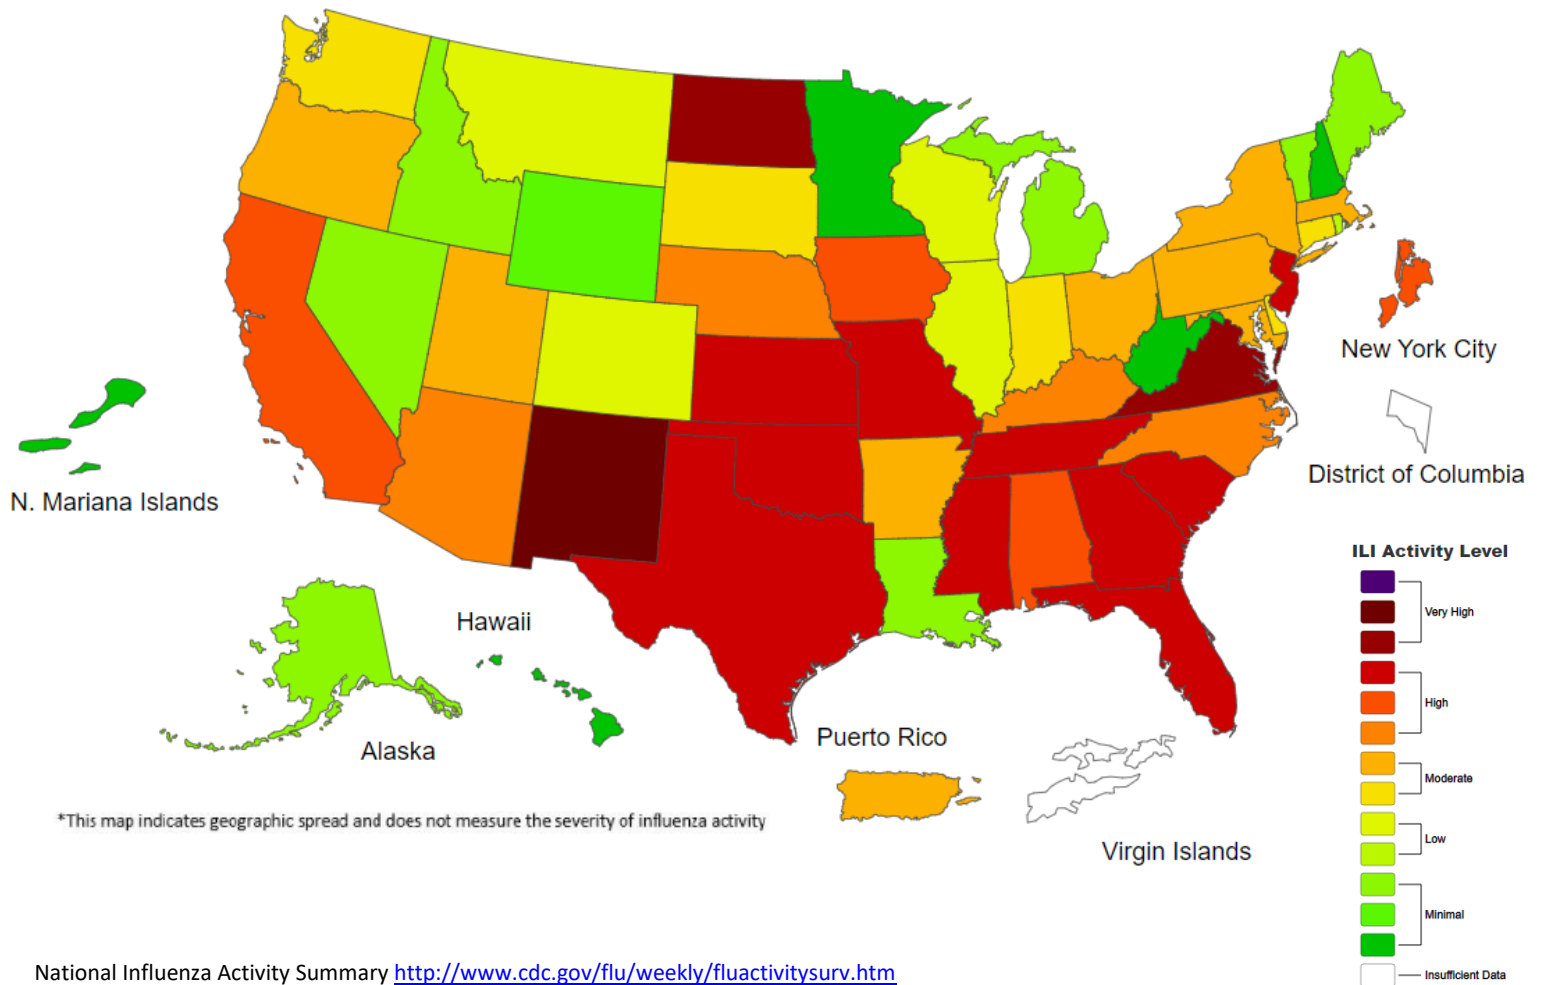 New York City
District of Columbia
N. Mariana Islands
ILI Activity Level
Very High
Hawaii
High
Puerto Rico
Alaska
Moderate
*This map indicates geographic spread and does not measure the severity of influenza activity
Low
Virgin Islands
Minimal
National Influenza Activity Summary http://www.cdc.gov/flu/weekly/fluactivitysurv.htm
Insufficient Data